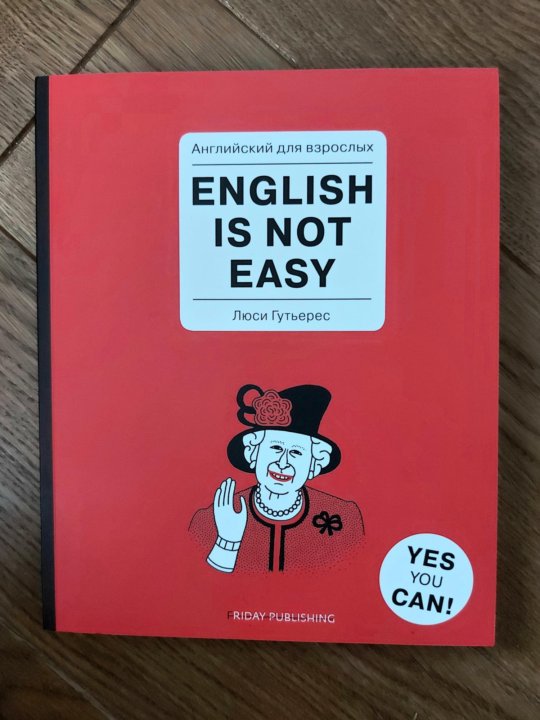 Английский для взрослых
ENGLISH
IS NOT
EASY
Люси Гутьерес
YES
YOU
CAN!
FRIDAY PUBLISHING